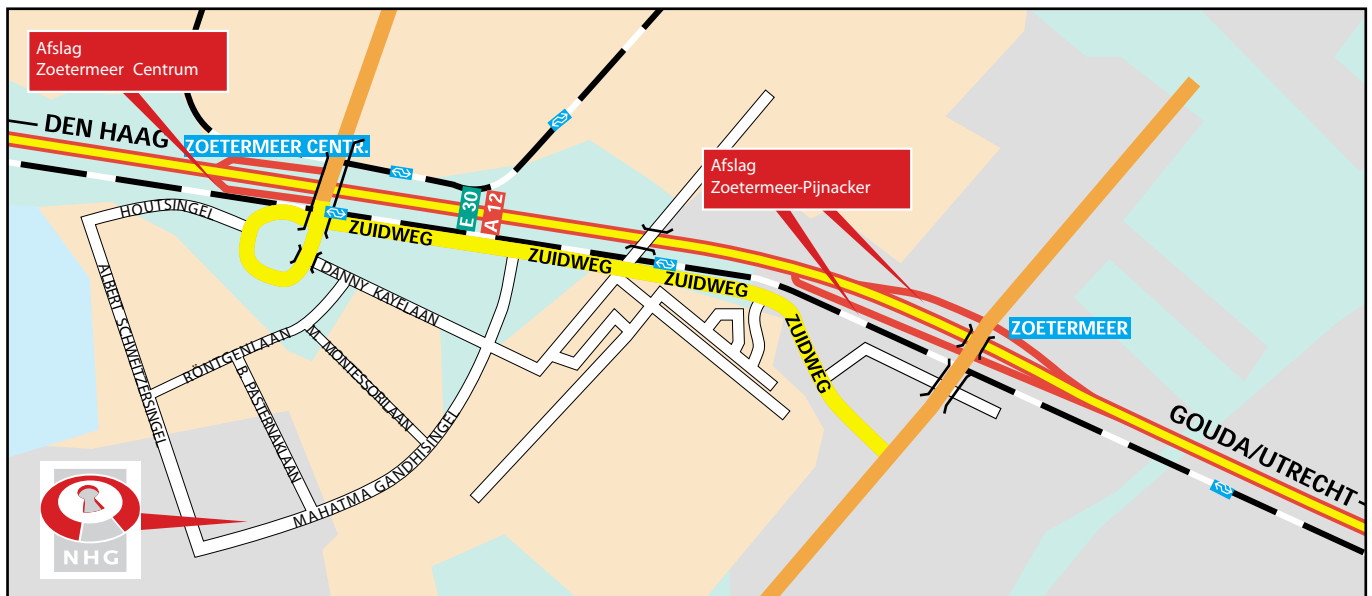 Afslag
Zoetermeer Centrum
DEN HAAG
ZOETERMEER CENTR.
Afslag
Zoetermeer-Pijnacker
E 30
A 12
HOUTSINGEL
ZUIDWEG
ZUIDWEG
ZUIDWEG
ZUIDWEG
DANNY KAYELAAN
ALBERT SCHWEITZERSINGEL
RÖNTGENLAAN
M. MONTESSORILAAN
B. PASTERNAKLAAN
MAHATMA GANDHISINGEL
ZOETERMEER
GOUDA/UTRECHT
NHG